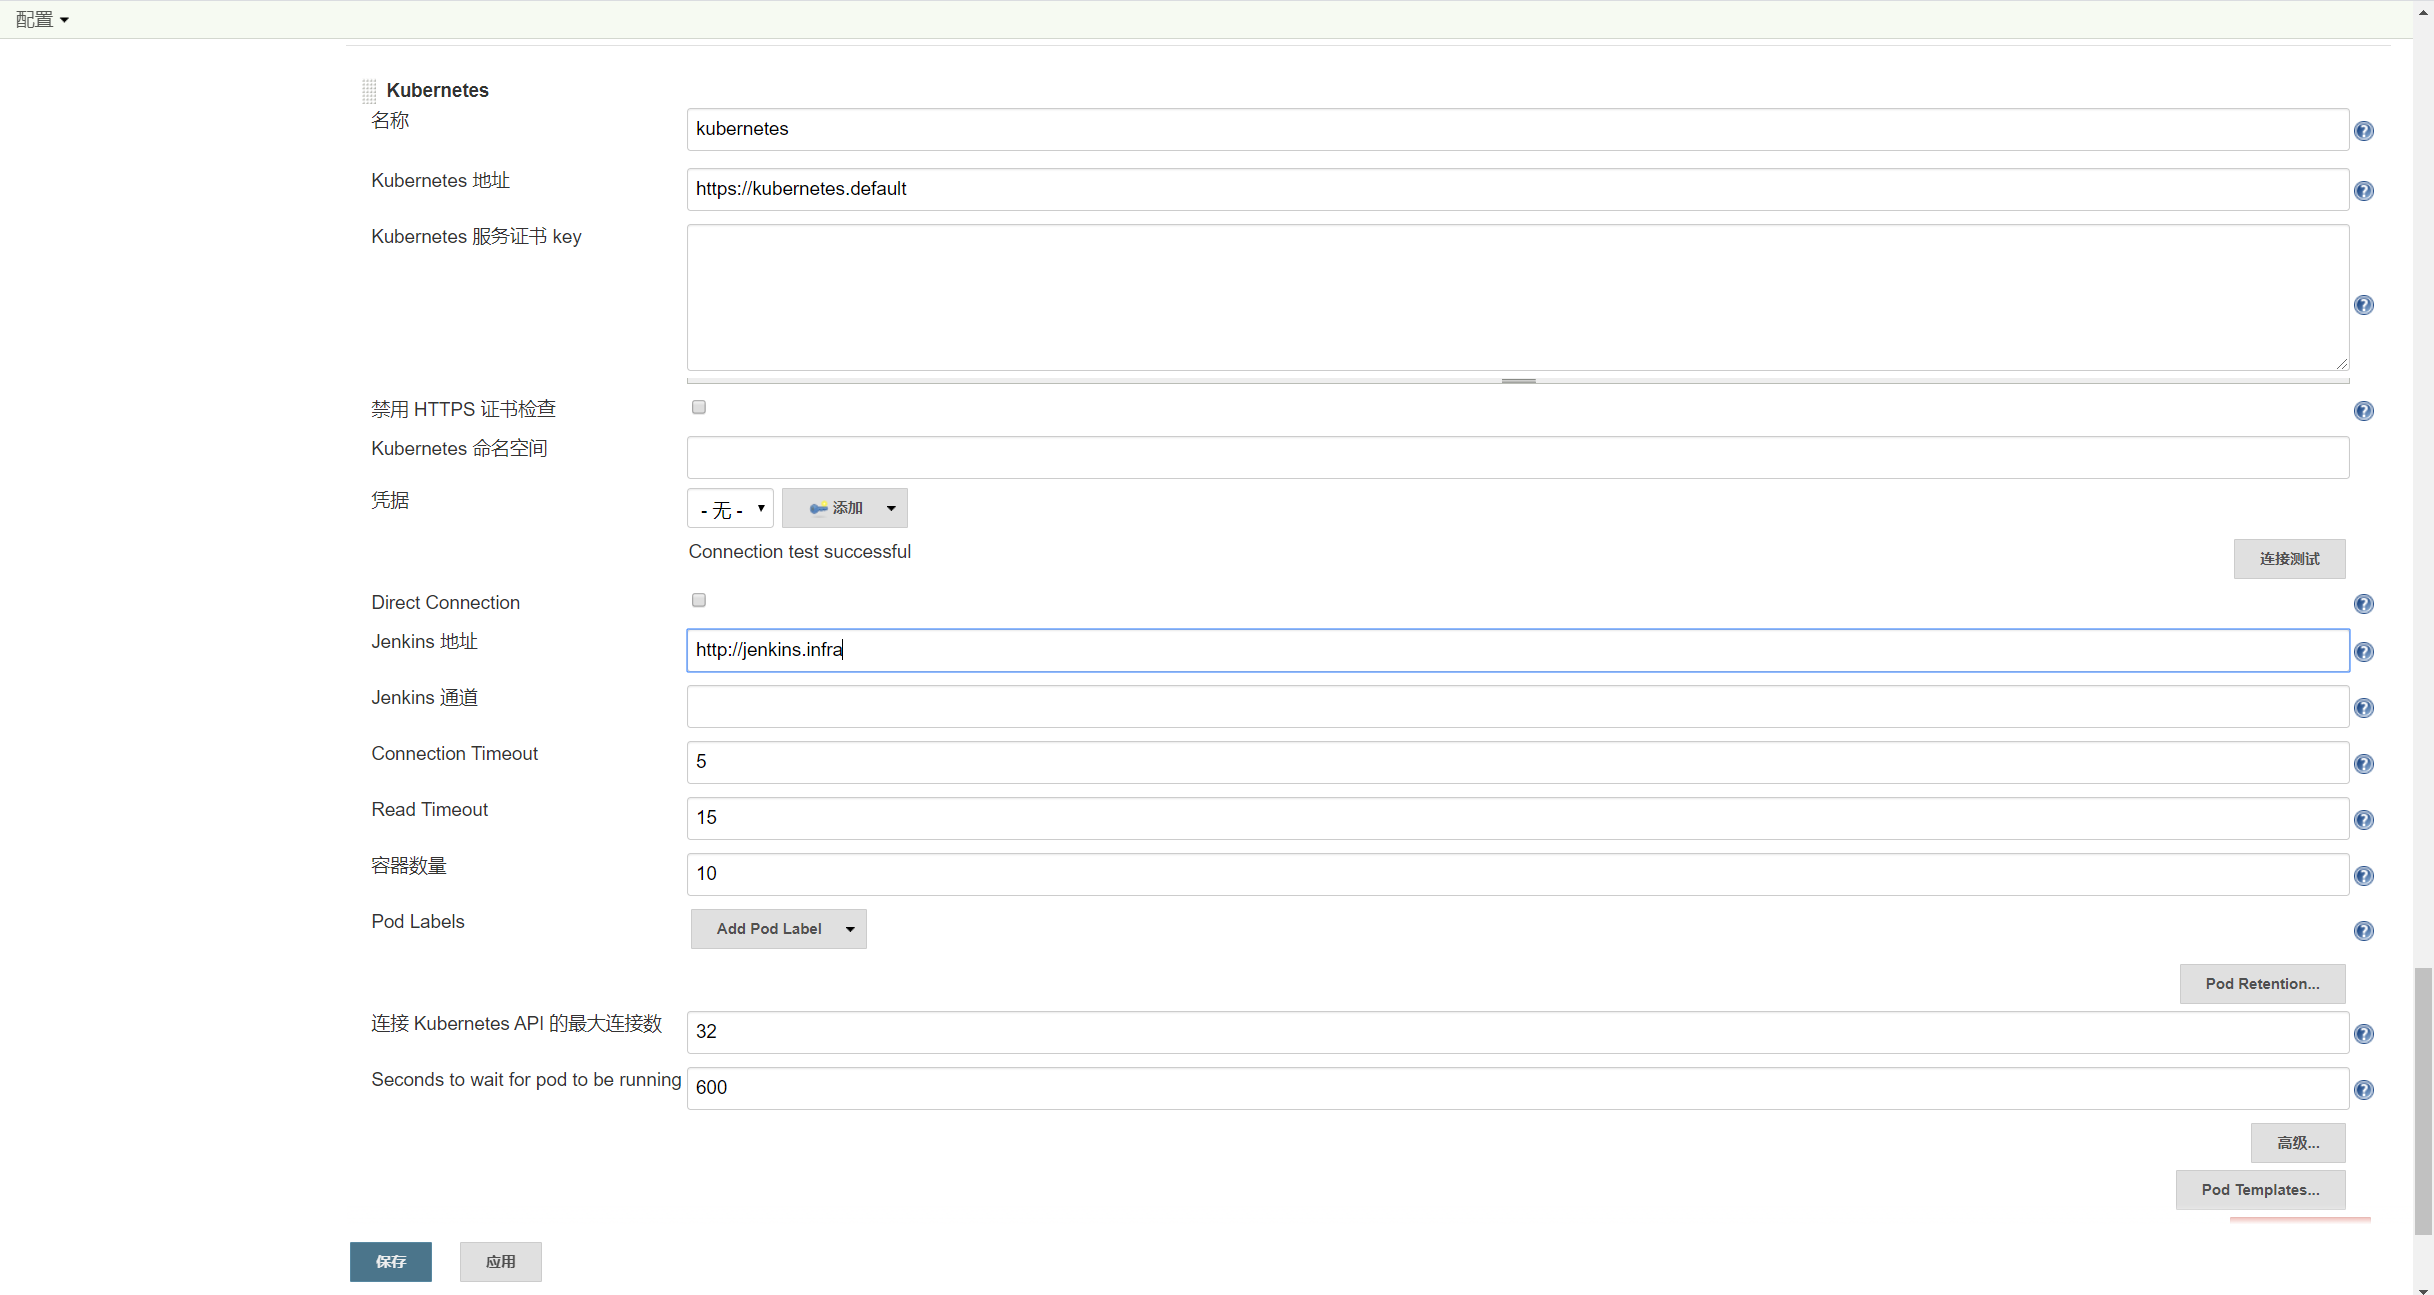 配置
Kubernetes
名称
kubernetes
Kubernetes 地址
https://kubernetes.default
Kubernetes 服务证书 key
禁用 HTTPS 证书检查
Kubernetes 命名空间
凭据
- 无 -
添加
Connection test successful
连接测试
Direct Connection
Jenkins 地址
http://jenkins.infra
Jenkins 通道
Connection Timeout
5
Read Timeout
15
容器数量
10
Pod Labels
Add Pod Label
Pod Retention...
连接 Kubernetes API 的最大连接数
32
Seconds to wait for pod to be running
600
高级...
Pod Templates...
保存
应用